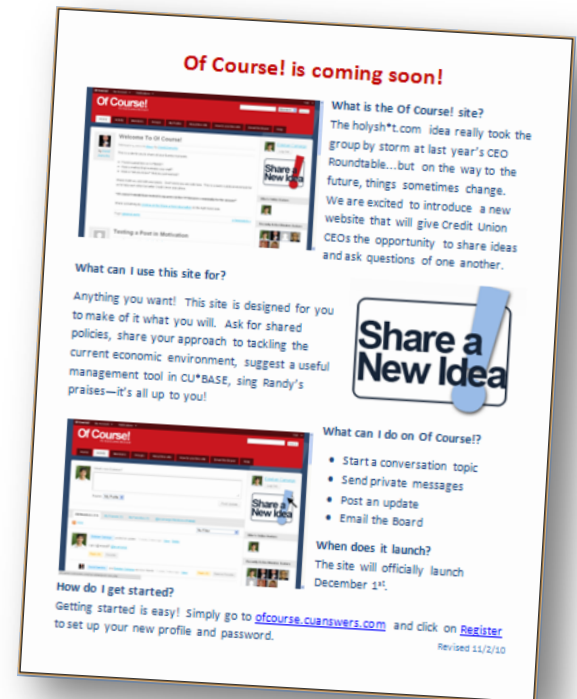 Of Course! is coming soon!
Of Course!
Welcome To Of Course!
Share a
New Idea
Testing a Post in Motivation
What is the Of Course! site?
The holysh*t.com idea really took the
group by storm at last year's CEO
Roundtable...but on the way to the
future, things sometimes change.
We are excited to introduce a new
website that will give Credit Union
CEOs the opportunity to share ideas
and ask questions of one another.
What can I use this site for?
Anything you want! This site is designed for you
to make of it what you will. Ask for shared
policies, share your approach to tackling the
current economic environment, suggest a useful
management tool in CU*BASE, sing Randy's
praises—it's all up to you!
Share a
New Idea
Of Course!
Share a
New Idea
What can I do on Of Course!?
• Start a conversation topic
• Send private messages
• Post an update
• Email the Board
When does it launch?
The site will officially launch
December 1st.
How do I get started?
Getting started is easy! Simply go to ofcourse.cuanswers.com and click on Register
to set up your new profile and password.
Revised 11/2/10